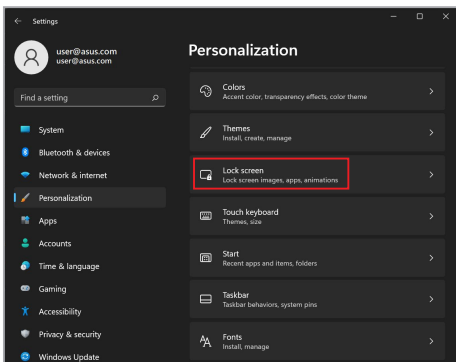 Settings
user@asus.com
user@asus.com
Find a setting
System
Bluetooth & devices
Network & internet
Personalization
Apps
Accounts
Time & language
Gaming
Accessibility
Privacy & security
Windows Update
Personalization
Colors
Accent color, transparency effects, color theme
Themes
Install, create, manage
Lock screen
Lock screen images, apps, animations
Touch keyboard
Themes, size
Start
Recent apps and items, folders
Taskbar
Taskbar behaviors, system pins
Fonts
Install, manage